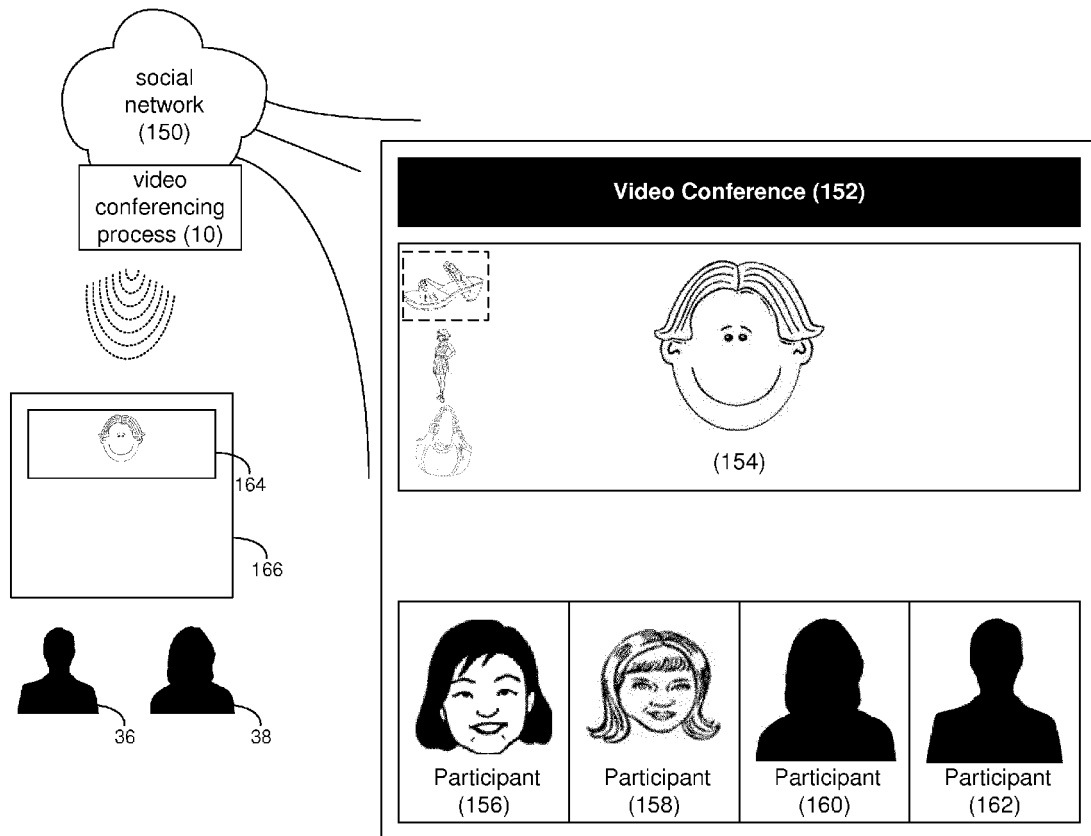 social
network
(150)
video
conferencing
process (10)
Video Conference (152)
(154)
164
166
36
38
Participant
(156)
Participant
(158)
Participant
(160)
Participant
(162)